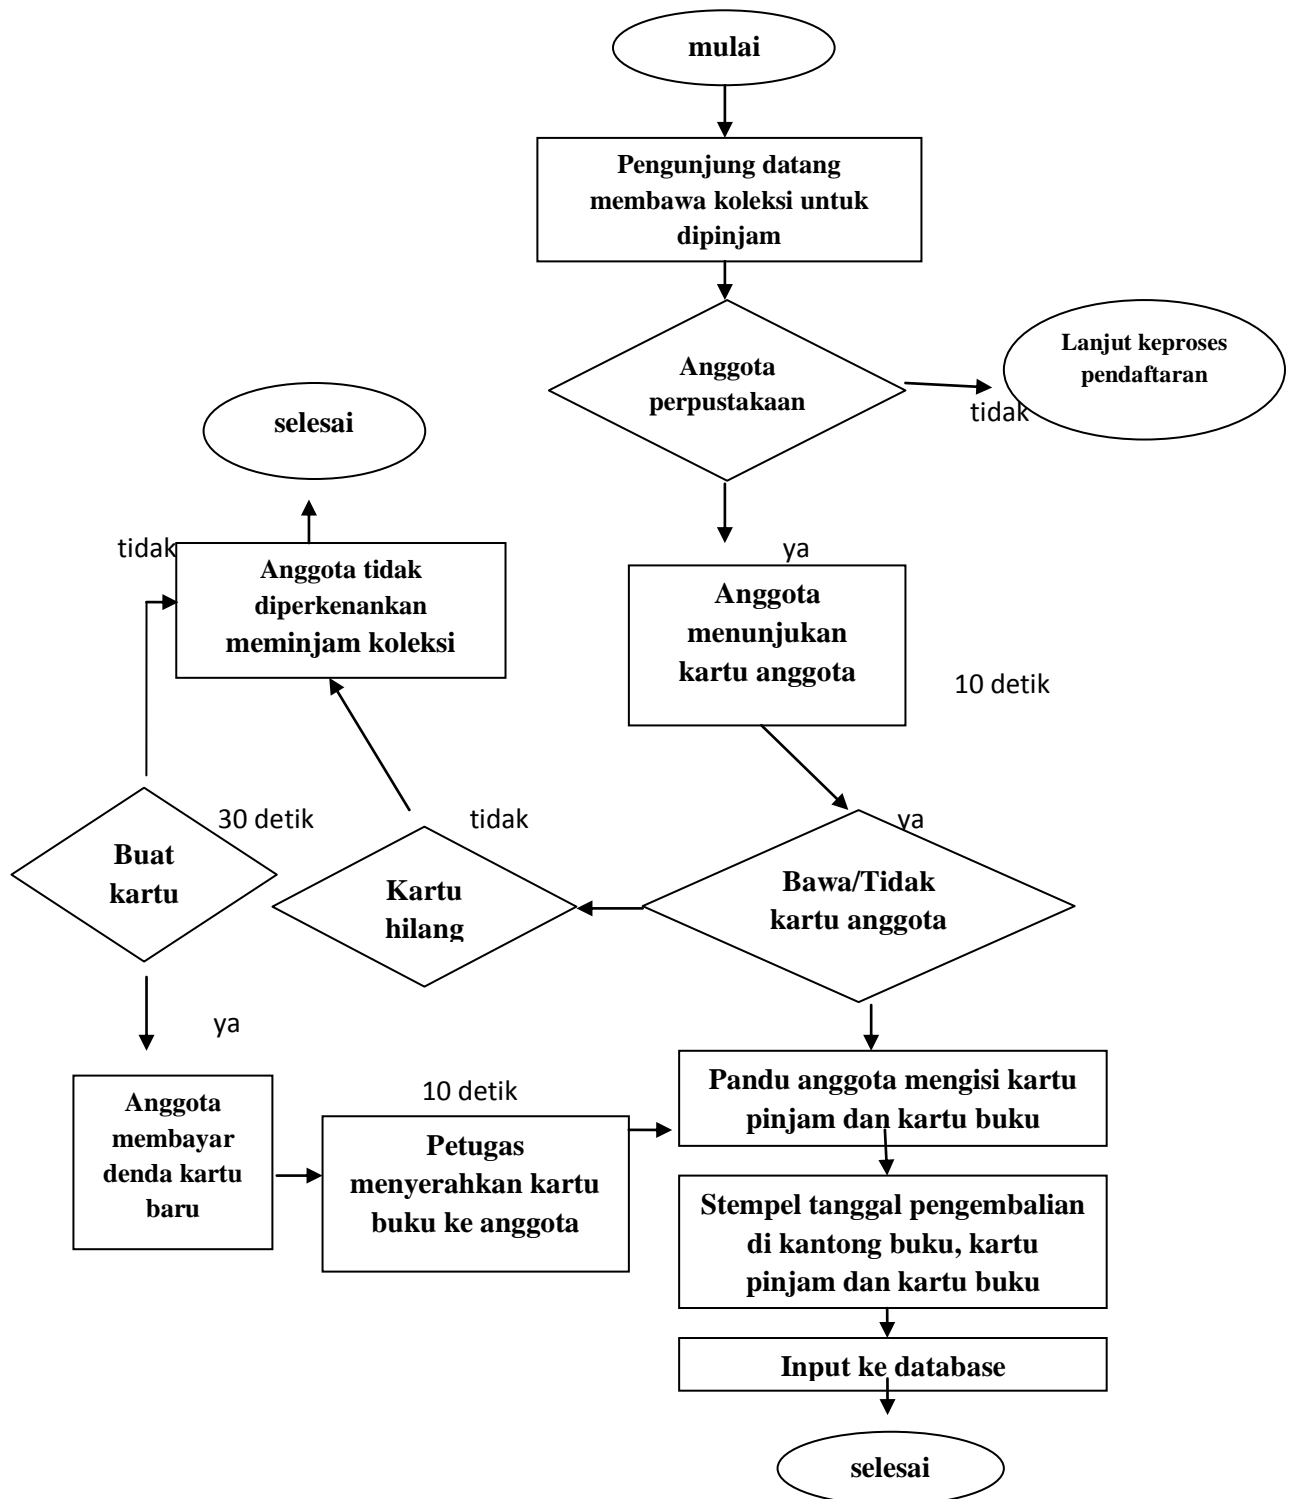 mulai
Pengunjung datang
membawa koleksi untuk
dipinjam
Anggota
perpustakaan
Lanjut keproses
pendaftaran
tidak
selesai
tidak
Anggota tidak
diperkenankan
meminjam koleksi
ya
Anggota
menunjukan
kartu anggota
10 detik
30 detik
tidak
ya
Buat
kartu
Kartu
hilang
Bawa/Tidak
kartu anggota
ya
Anggota
membayar
denda kartu
baru
10 detik
Petugas
menyerahkan kartu
buku ke anggota
Pandu anggota mengisi kartu
pinjam dan kartu buku
Stempel tanggal pengembalian
di kantong buku, kartu
pinjam dan kartu buku
Input ke database
selesai